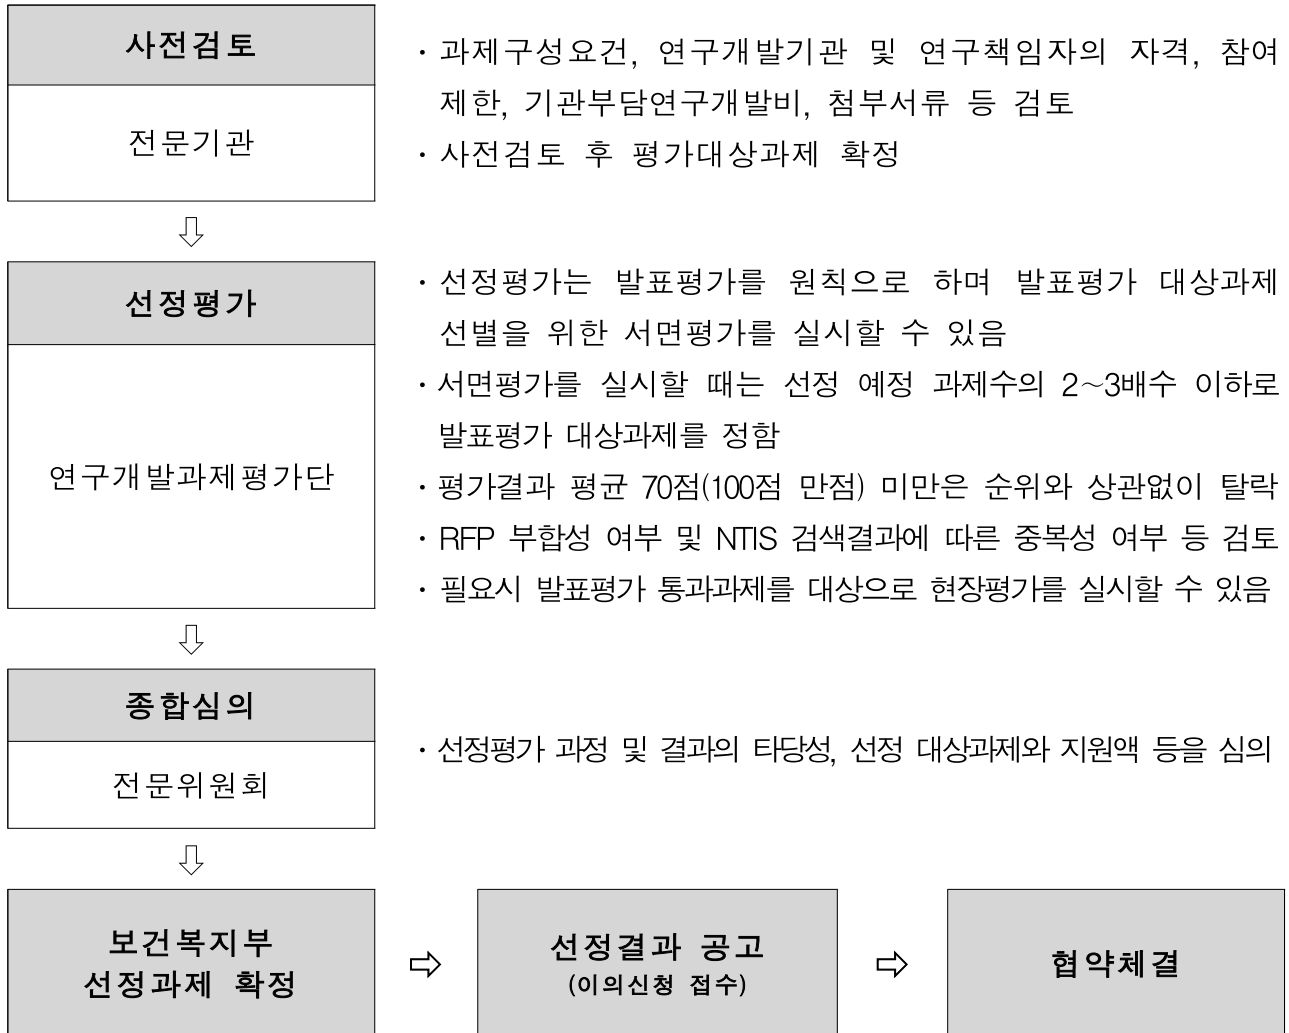 사전검토
전문기관
· 과제구성요건, 연구개발기관 및 연구책임자의 자격, 참여
제한, 기관부담연구개발비, 첨부서류 등 검토
· 사전검토 후 평가대상과제 확정
⇩
선정평가
연구개발과제평가단
· 선정평가는 발표평가를 원칙으로 하며 발표평가 대상과제
선별을 위한 서면평가를 실시할 수 있음
· 서면평가를 실시할 때는 선정 예정 과제수의 2~3배수 이하로
발표평가 대상과제를 정함
· 평가결과 평균 70점(100점 만점) 미만은 순위와 상관없이 탈락
· RFP 부합성 여부 및 NTIS 검색결과에 따른 중복성 여부 등 검토
· 필요시 발표평가 통과과제를 대상으로 현장평가를 실시할 수 있음
⇩
종합심의
전문위원회
· 선정평가 과정 및 결과의 타당성, 선정 대상과제와 지원액 등을 심의
⇩
보건복지부
선정과제 확정
⇨
선정결과 공고
(이의신청 접수)
⇨
협약체결